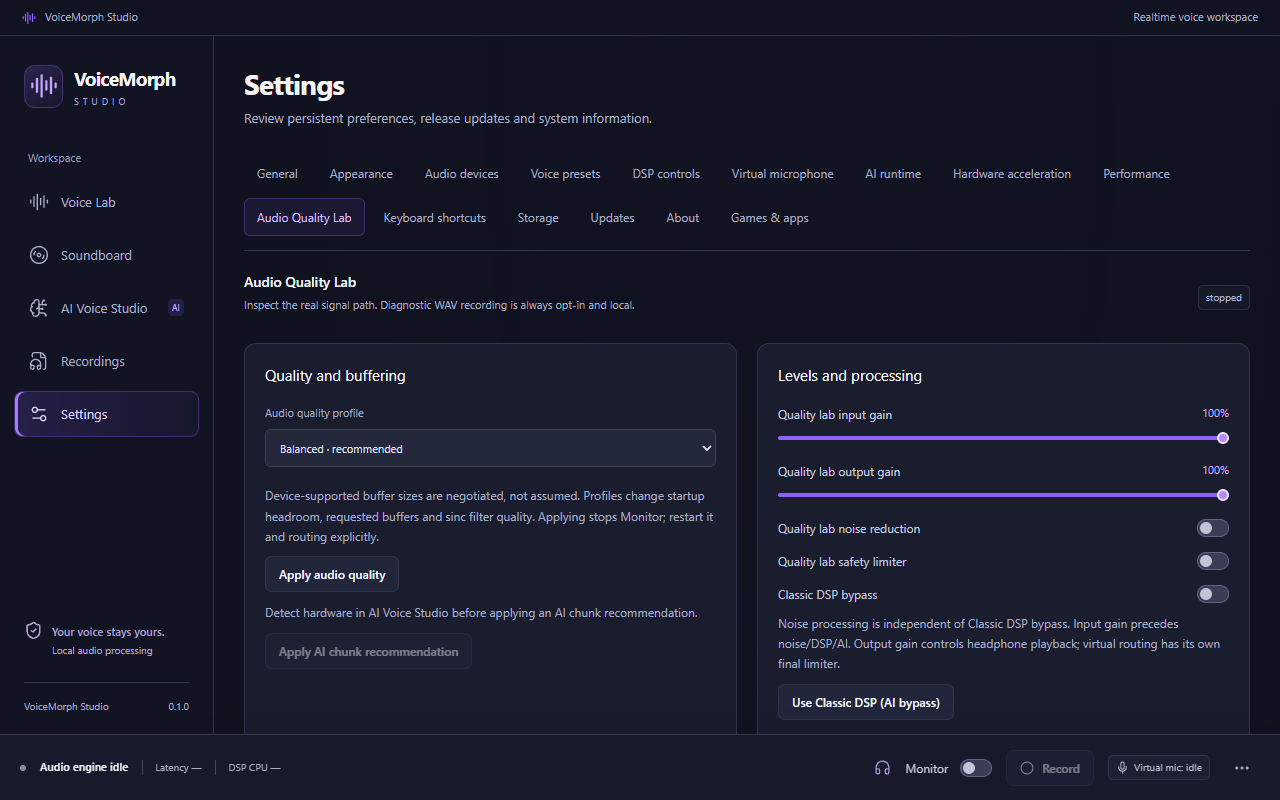 VoiceMorph Studio
Realtime voice workspace
VoiceMorph
STUDIO
Workspace
Voice Lab
Soundboard
AI Voice Studio
AI
Recordings
Settings
Your voice stays yours.
Local audio processing
VoiceMorph Studio
0.1.0
Settings
Review persistent preferences, release updates and system information.
General
Appearance
Audio devices
Voice presets
DSP controls
Virtual microphone
AI runtime
Hardware acceleration
Performance
Audio Quality Lab
Keyboard shortcuts
Storage
Updates
About
Games & apps
Audio Quality Lab
Inspect the real signal path. Diagnostic WAV recording is always opt-in and local.
stopped
Quality and buffering
Audio quality profile
Balanced · recommended
Device-supported buffer sizes are negotiated, not assumed. Profiles change startup
headroom, requested buffers and sinc filter quality. Applying stops Monitor; restart it
and routing explicitly.
Apply audio quality
Detect hardware in AI Voice Studio before applying an AI chunk recommendation.
Apply AI chunk recommendation
Levels and processing
Quality lab input gain
100%
Quality lab output gain
100%
Quality lab noise reduction
Quality lab safety limiter
Classic DSP bypass
Noise processing is independent of Classic DSP bypass. Input gain precedes
noise/DSP/AI. Output gain controls headphone playback; virtual routing has its own
final limiter.
Use Classic DSP (AI bypass)
Audio engine idle
Latency —
DSP CPU —
Monitor
Record
Virtual mic: idle